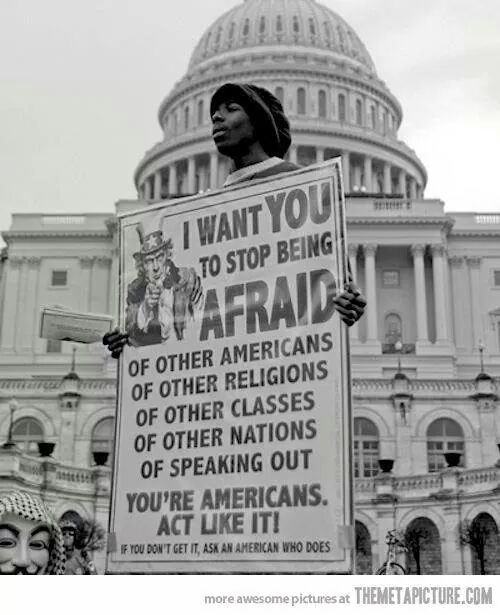 I WANT YOU
TO STOP BEING
AFRAID
OF OTHER AMERICANS
OF OTHER RELIGIONS
OF OTHER CLASSES
OF OTHER NATIONS
OF SPEAKING OUT
YOU'RE AMERICANS.
ACT LIKE IT!
IF YOU DON'T GET IT, ASK AN AMERICAN WHO DOES
more awesome pictures at THEMETAPICTURE.COM